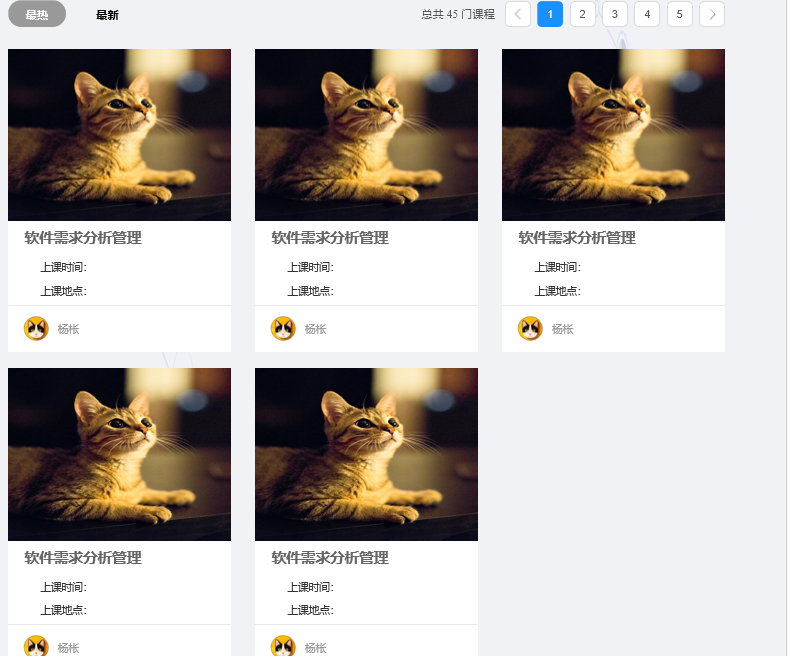 最热 最新 总共 45 门课程 1 2 3 4 5
软件需求分析管理 软件需求分析管理 软件需求分析管理
上课时间: 上课时间: 上课时间:
上课地点: 上课地点: 上课地点:
杨枨 杨枨 杨枨
软件需求分析管理 软件需求分析管理
上课时间: 上课时间:
上课地点: 上课地点:
杨枨 杨枨